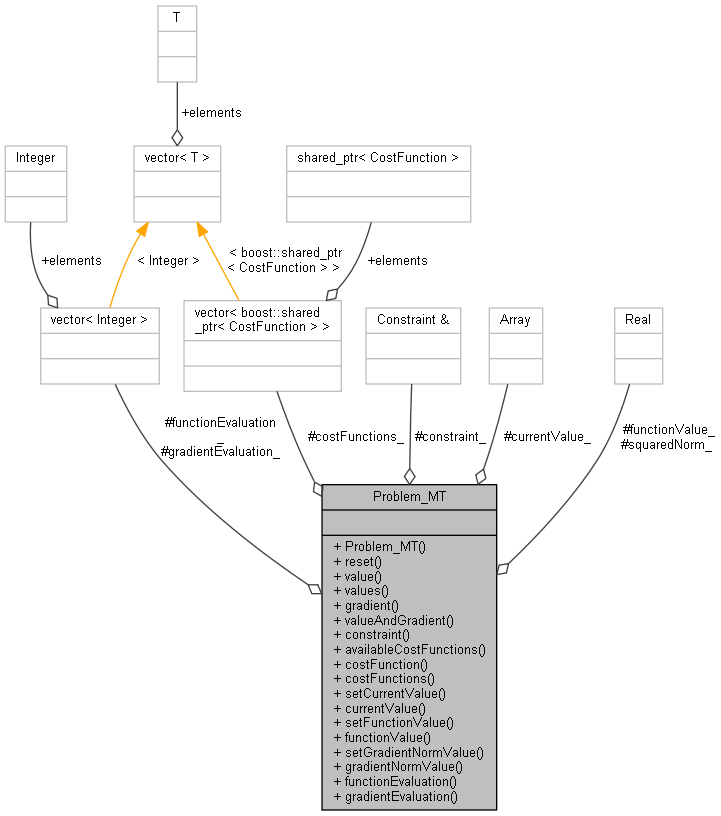 T
+elements
Integer
vector< T >
shared_ptr< CostFunction >
+elements
< Integer >
< boost::shared_ptr
< CostFunction > >
+elements
vector< Integer >
vector< boost::shared
_ptr< CostFunction > >
Constraint &
Array
Real
#functionEvaluation
_
#gradientEvaluation_
#costFunctions_
#constraint_
#currentValue_
#functionValue_
#squaredNorm_
Problem_MT
+ Problem_MT()
+ reset()
+ value()
+ values()
+ gradient()
+ valueAndGradient()
+ constraint()
+ availableCostFunctions()
+ costFunction()
+ costFunctions()
+ setCurrentValue()
+ currentValue()
+ setFunctionValue()
+ functionValue()
+ setGradientNormValue()
+ gradientNormValue()
+ functionEvaluation()
+ gradientEvaluation()